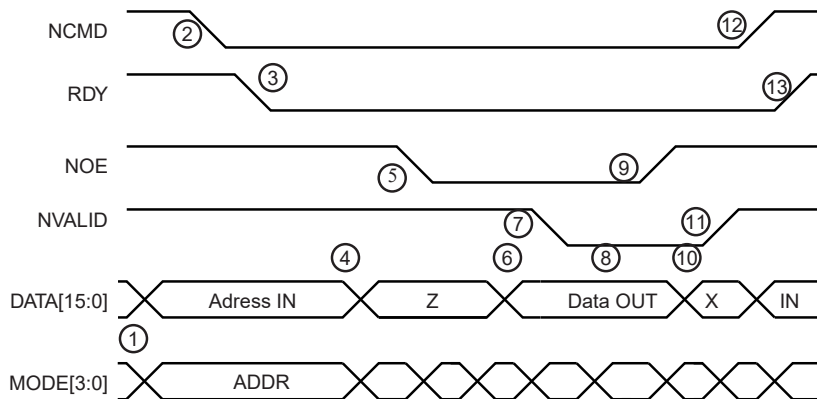 NCMD
2
12
RDY
3
13
NOE
5
9
NVALID
7
11
4
6
8
10
DATA[15:0]
Adress IN
Z
Data OUT
X
IN
1
MODE[3:0]
ADDR